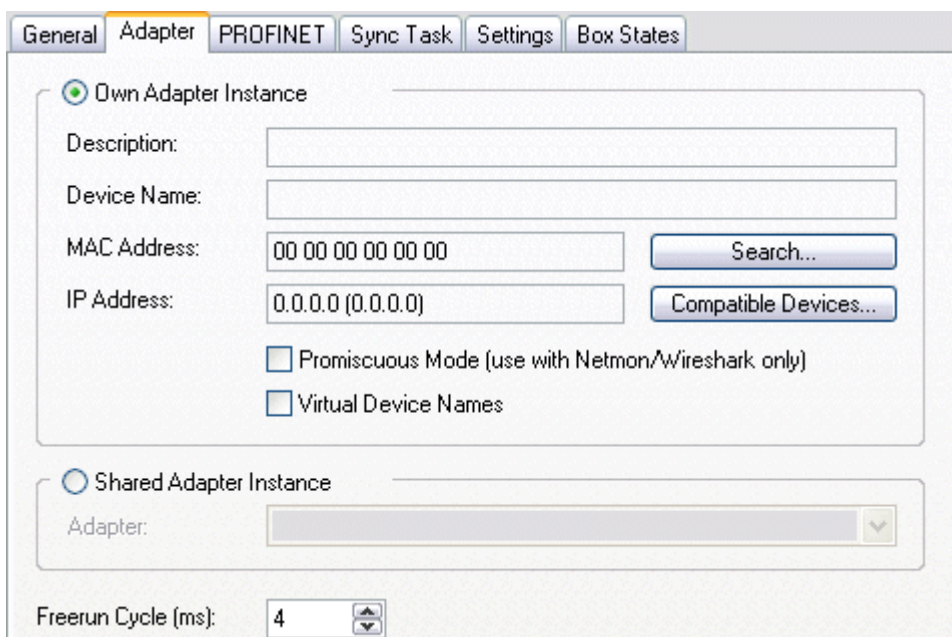 General Adapter PROFINET Sync Task Settings Box States
Own Adapter Instance
Description:
Device Name:
MAC Address: 00 00 00 00 00 00 Search...
IP Address: 0.0.0.0 (0.0.0.0) Compatible Devices...
Promiscuous Mode (use with Netmon/Wireshark only)
Virtual Device Names
Shared Adapter Instance
Adapter:
Freerun Cycle (ms): 4